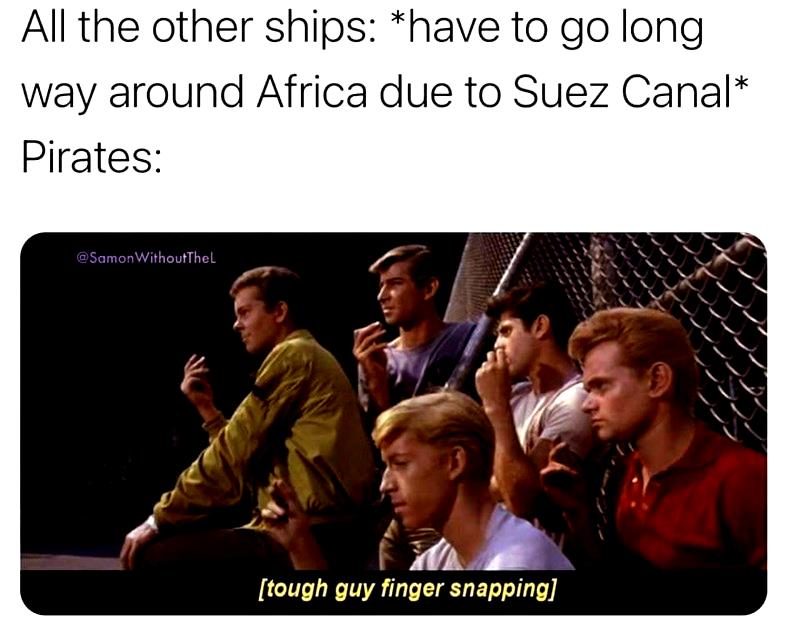 All the other ships: *have to go long
way around Africa due to Suez Canal*
Pirates:
@SamonWithoutTheL
[tough guy finger snapping]